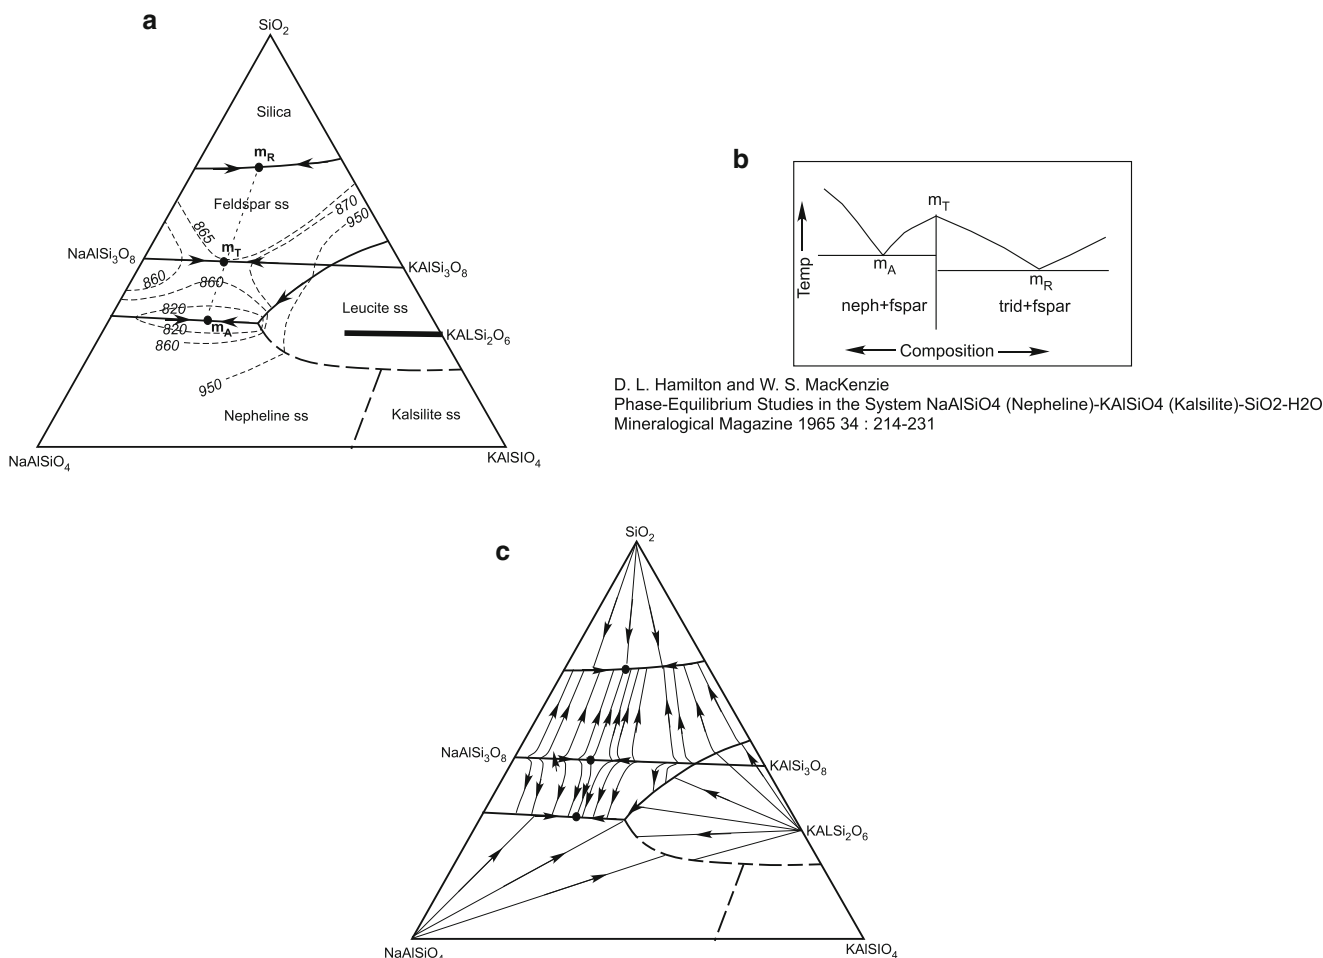 a
SiO2
Silica
mR
Feldspar ss
870
950
865
mT
NaAlSi3O8
KAlSi3O8
860
860
Leucite ss
820
mA
820
KALSi2O6
860
950
Nepheline ss
Kalsilite ss
NaAlSiO4
KAlSIO4
b
Temp
mT
mA
mR
neph+fspar
trid+fspar
Composition
D. L. Hamilton and W. S. MacKenzie
Phase-Equilibrium Studies in the System NaAlSiO4 (Nepheline)-KAlSiO4 (Kalsilite)-SiO2-H2O
Mineralogical Magazine 1965 34 : 214-231
c
SiO2
NaAlSi3O8
KAlSi3O8
KALSi2O6
NaAlSiO4
KAlSIO4